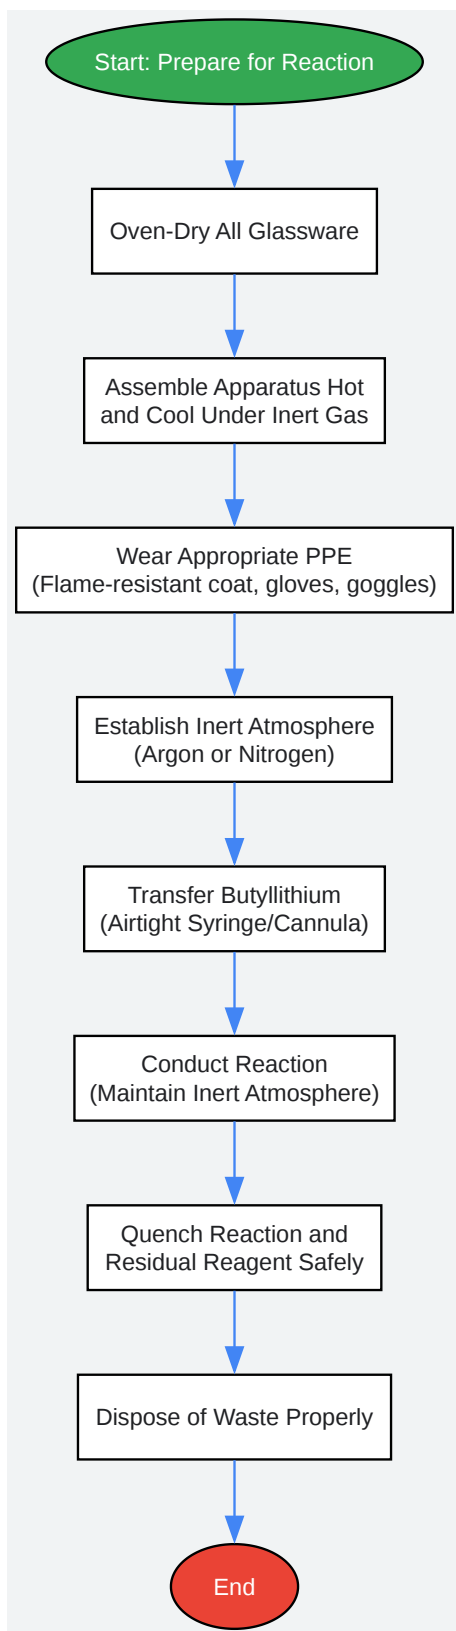 Start: Prepare for Reaction
Oven-Dry All Glassware
Assemble Apparatus Hot
and Cool Under Inert Gas
Wear Appropriate PPE
(Flame-resistant coat, gloves, goggles)
Establish Inert Atmosphere
(Argon or Nitrogen)
Transfer Butyllithium
(Airtight Syringe/Cannula)
Conduct Reaction
(Maintain Inert Atmosphere)
Quench Reaction and
Residual Reagent Safely
Dispose of Waste Properly
End